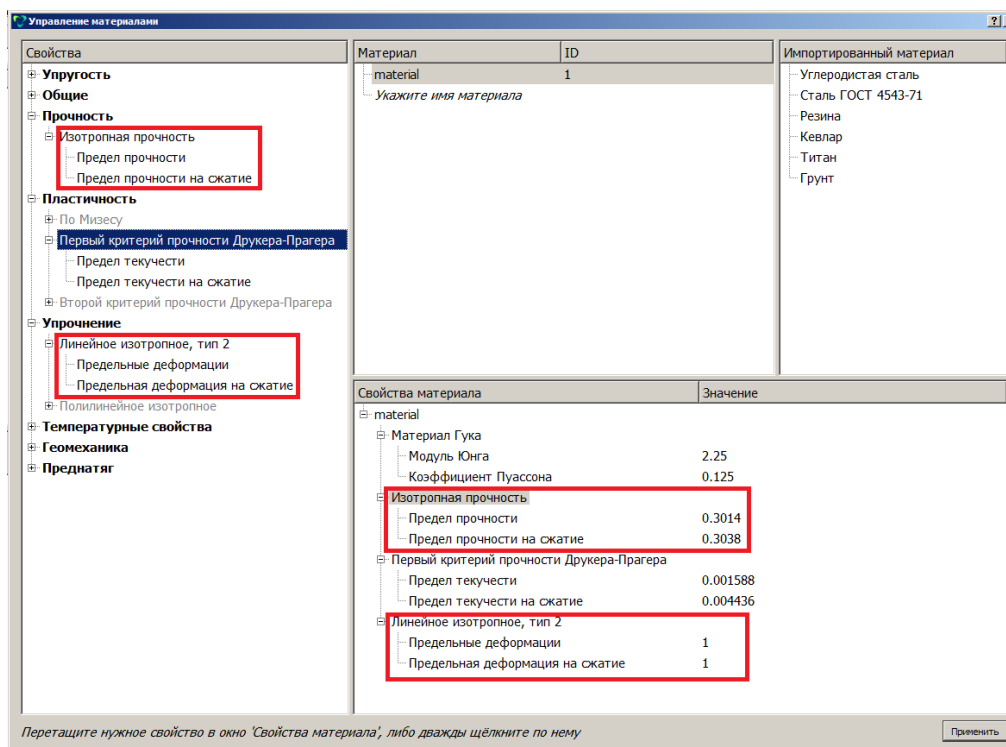 Управление материалами
?
Свойства
Упругость
Общие
Прочность
Изотропная прочность
Предел прочности
Предел прочности на сжатие
Пластичность
По Мизесу
Первый критерий прочности Друкера-Прагера
Предел текучести
Предел текучести на сжатие
Второй критерий прочности Друкера-Прагера
Упрочнение
Линейное изотропное, тип 2
Предельные деформации
Предельная деформация на сжатие
Полилинейное изотропное
Температурные свойства
Геомеханика
Преднатяг
Материал ID
material 1
Укажите имя материала
Импортированный материал
Углеродистая сталь
Сталь ГОСТ 4543-71
Резина
Кевлар
Титан
Грунт
Свойства материала Значение
material
Материал Гука
Модуль Юнга 2.25
Коэффициент Пуассона 0.125
Изотропная прочность
Предел прочности 0.3014
Предел прочности на сжатие 0.3038
Первый критерий прочности Друкера-Прагера
Предел текучести 0.001588
Предел текучести на сжатие 0.004436
Линейное изотропное, тип 2
Предельные деформации 1
Предельная деформация на сжатие 1
Перетащите нужное свойство в окно 'Свойства материала', либо дважды щёлкните по нему
Применить